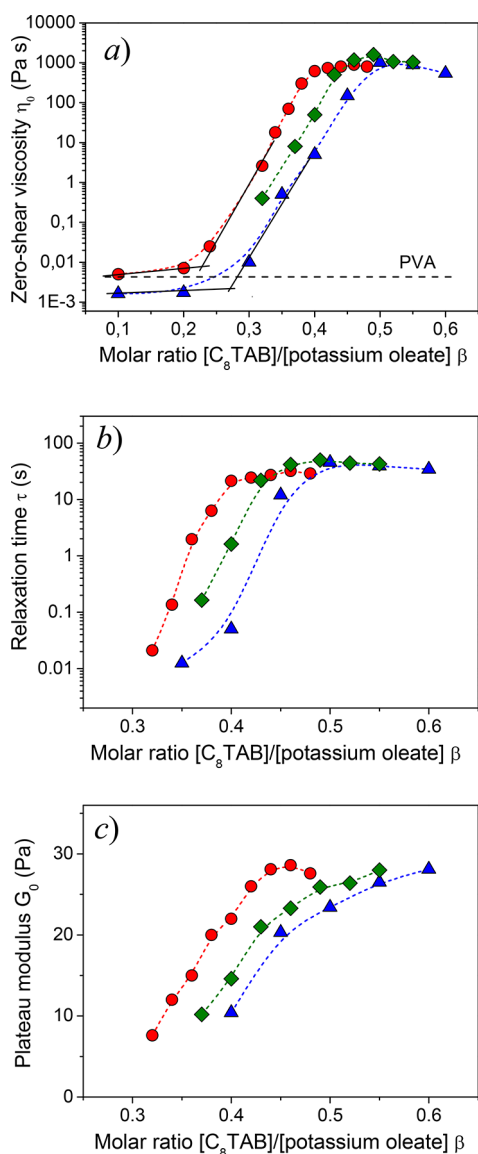 a)
Zero-shear viscosity η₀ (Pa s)
10000
1000
100
10
1
0,1
0,01
1E-3
PVA
0,1 0,2 0,3 0,4 0,5 0,6
Molar ratio [C₈TAB]/[potassium oleate] β
b)
Relaxation time τ (s)
100
10
1
0.1
0.01
0.3 0.4 0.5 0.6
Molar ratio [C₈TAB]/[potassium oleate] β
c)
Plateau modulus G₀ (Pa)
30
20
10
0
0.3 0.4 0.5 0.6
Molar ratio [C₈TAB]/[potassium oleate] β